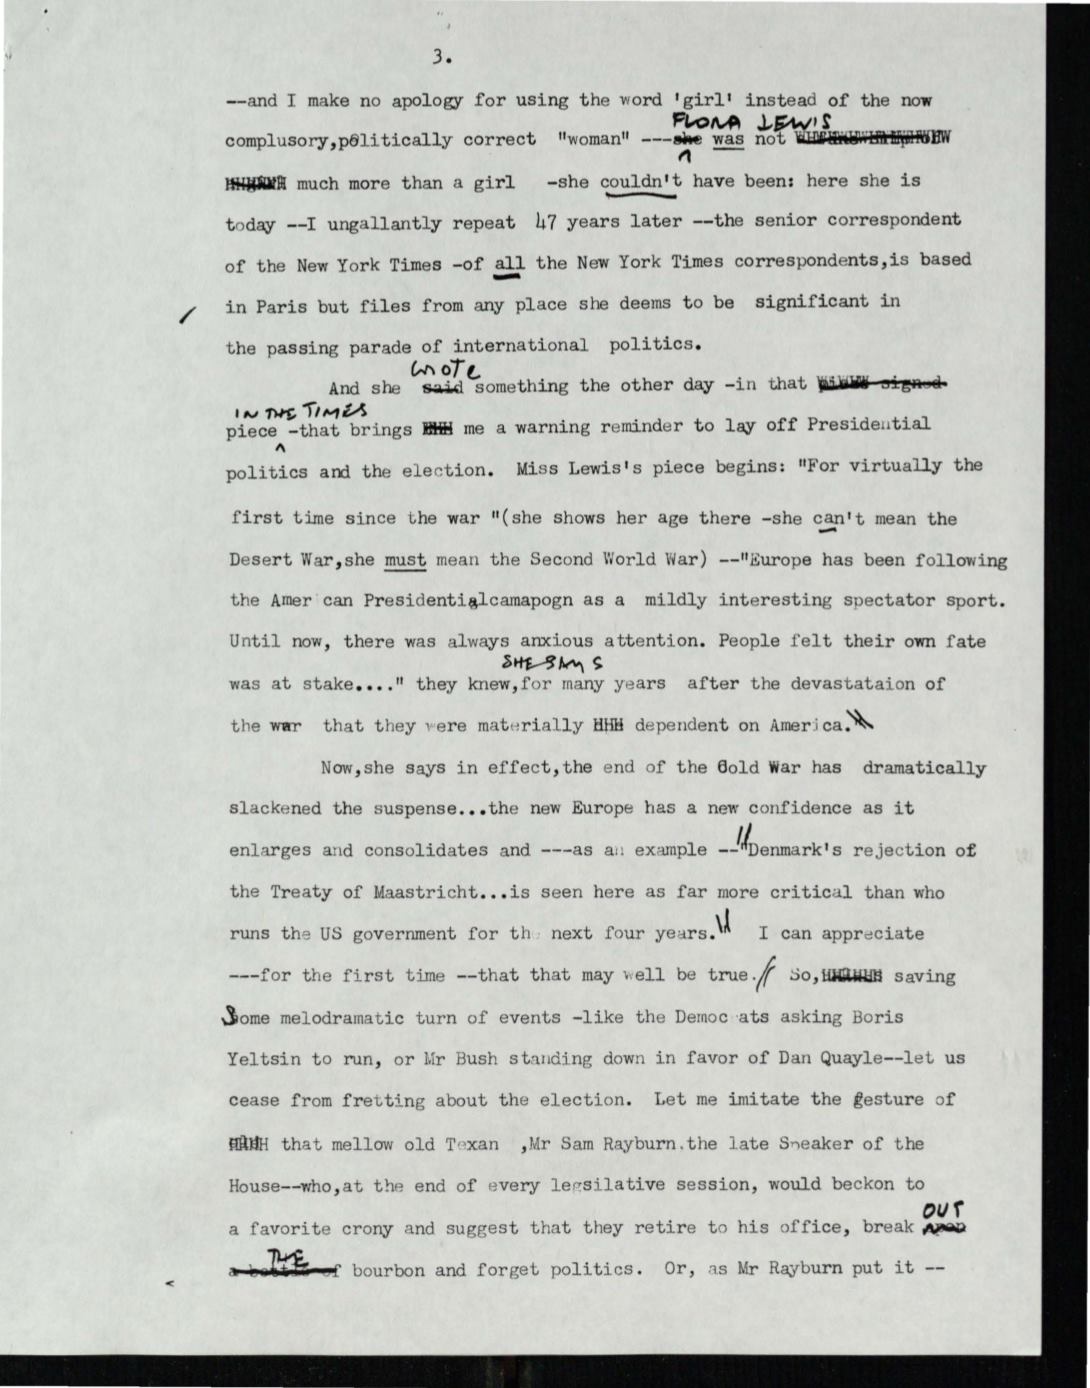 3.
--and I make no apology for using the word 'girl' instead of the now
FLORA LEWIS
complusory,politically correct "woman" ---she was not
much more than a girl -she couldn't have been: here she is
today --I ungallantly repeat 47 years later --the senior correspondent
of the New York Times -of all the New York Times correspondents,is based
in Paris but files from any place she deems to be significant in
the passing parade of international politics.
wrote
And she said something the other day -in that signed
IN THE TIMES
piece -that brings me a warning reminder to lay off Presidential
politics and the election. Miss Lewis's piece begins: "For virtually the
first time since the war "(she shows her age there -she can't mean the
Desert War,she must mean the Second World War) --"Europe has been following
the Amer can Presidentialcamapogn as a mildly interesting spectator sport.
Until now, there was always anxious attention. People felt their own fate
SHE SAYS
was at stake...." they knew,for many years after the devastataion of
the war that they were materially dependent on America."
Now,she says in effect,the end of the Cold War has dramatically
slackened the suspense...the new Europe has a new confidence as it
enlarges and consolidates and ---as an example --"Denmark's rejection of
the Treaty of Maastricht...is seen here as far more critical than who
runs the US government for the next four years." I can appreciate
---for the first time --that that may well be true. So, saving
Some melodramatic turn of events -like the Democ ats asking Boris
Yeltsin to run, or Mr Bush standing down in favor of Dan Quayle--let us
cease from fretting about the election. Let me imitate the gesture of
that mellow old Texan ,Mr Sam Rayburn.the late Speaker of the
House--who,at the end of every legsilative session, would beckon to
OUT
a favorite crony and suggest that they retire to his office, break open
THE
a bottle of bourbon and forget politics. Or, as Mr Rayburn put it --